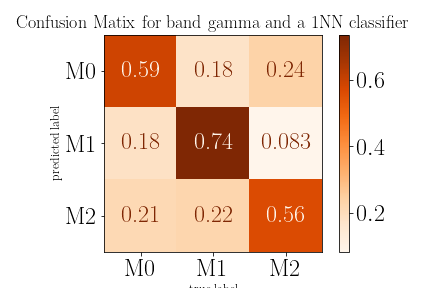 Confusion Matix for band gamma and a 1NN classifier
M0 0.59 0.18 0.24
M1 0.18 0.74 0.083
M2 0.21 0.22 0.56
M0 M1 M2
predicted label
true label
0.6
0.4
0.2